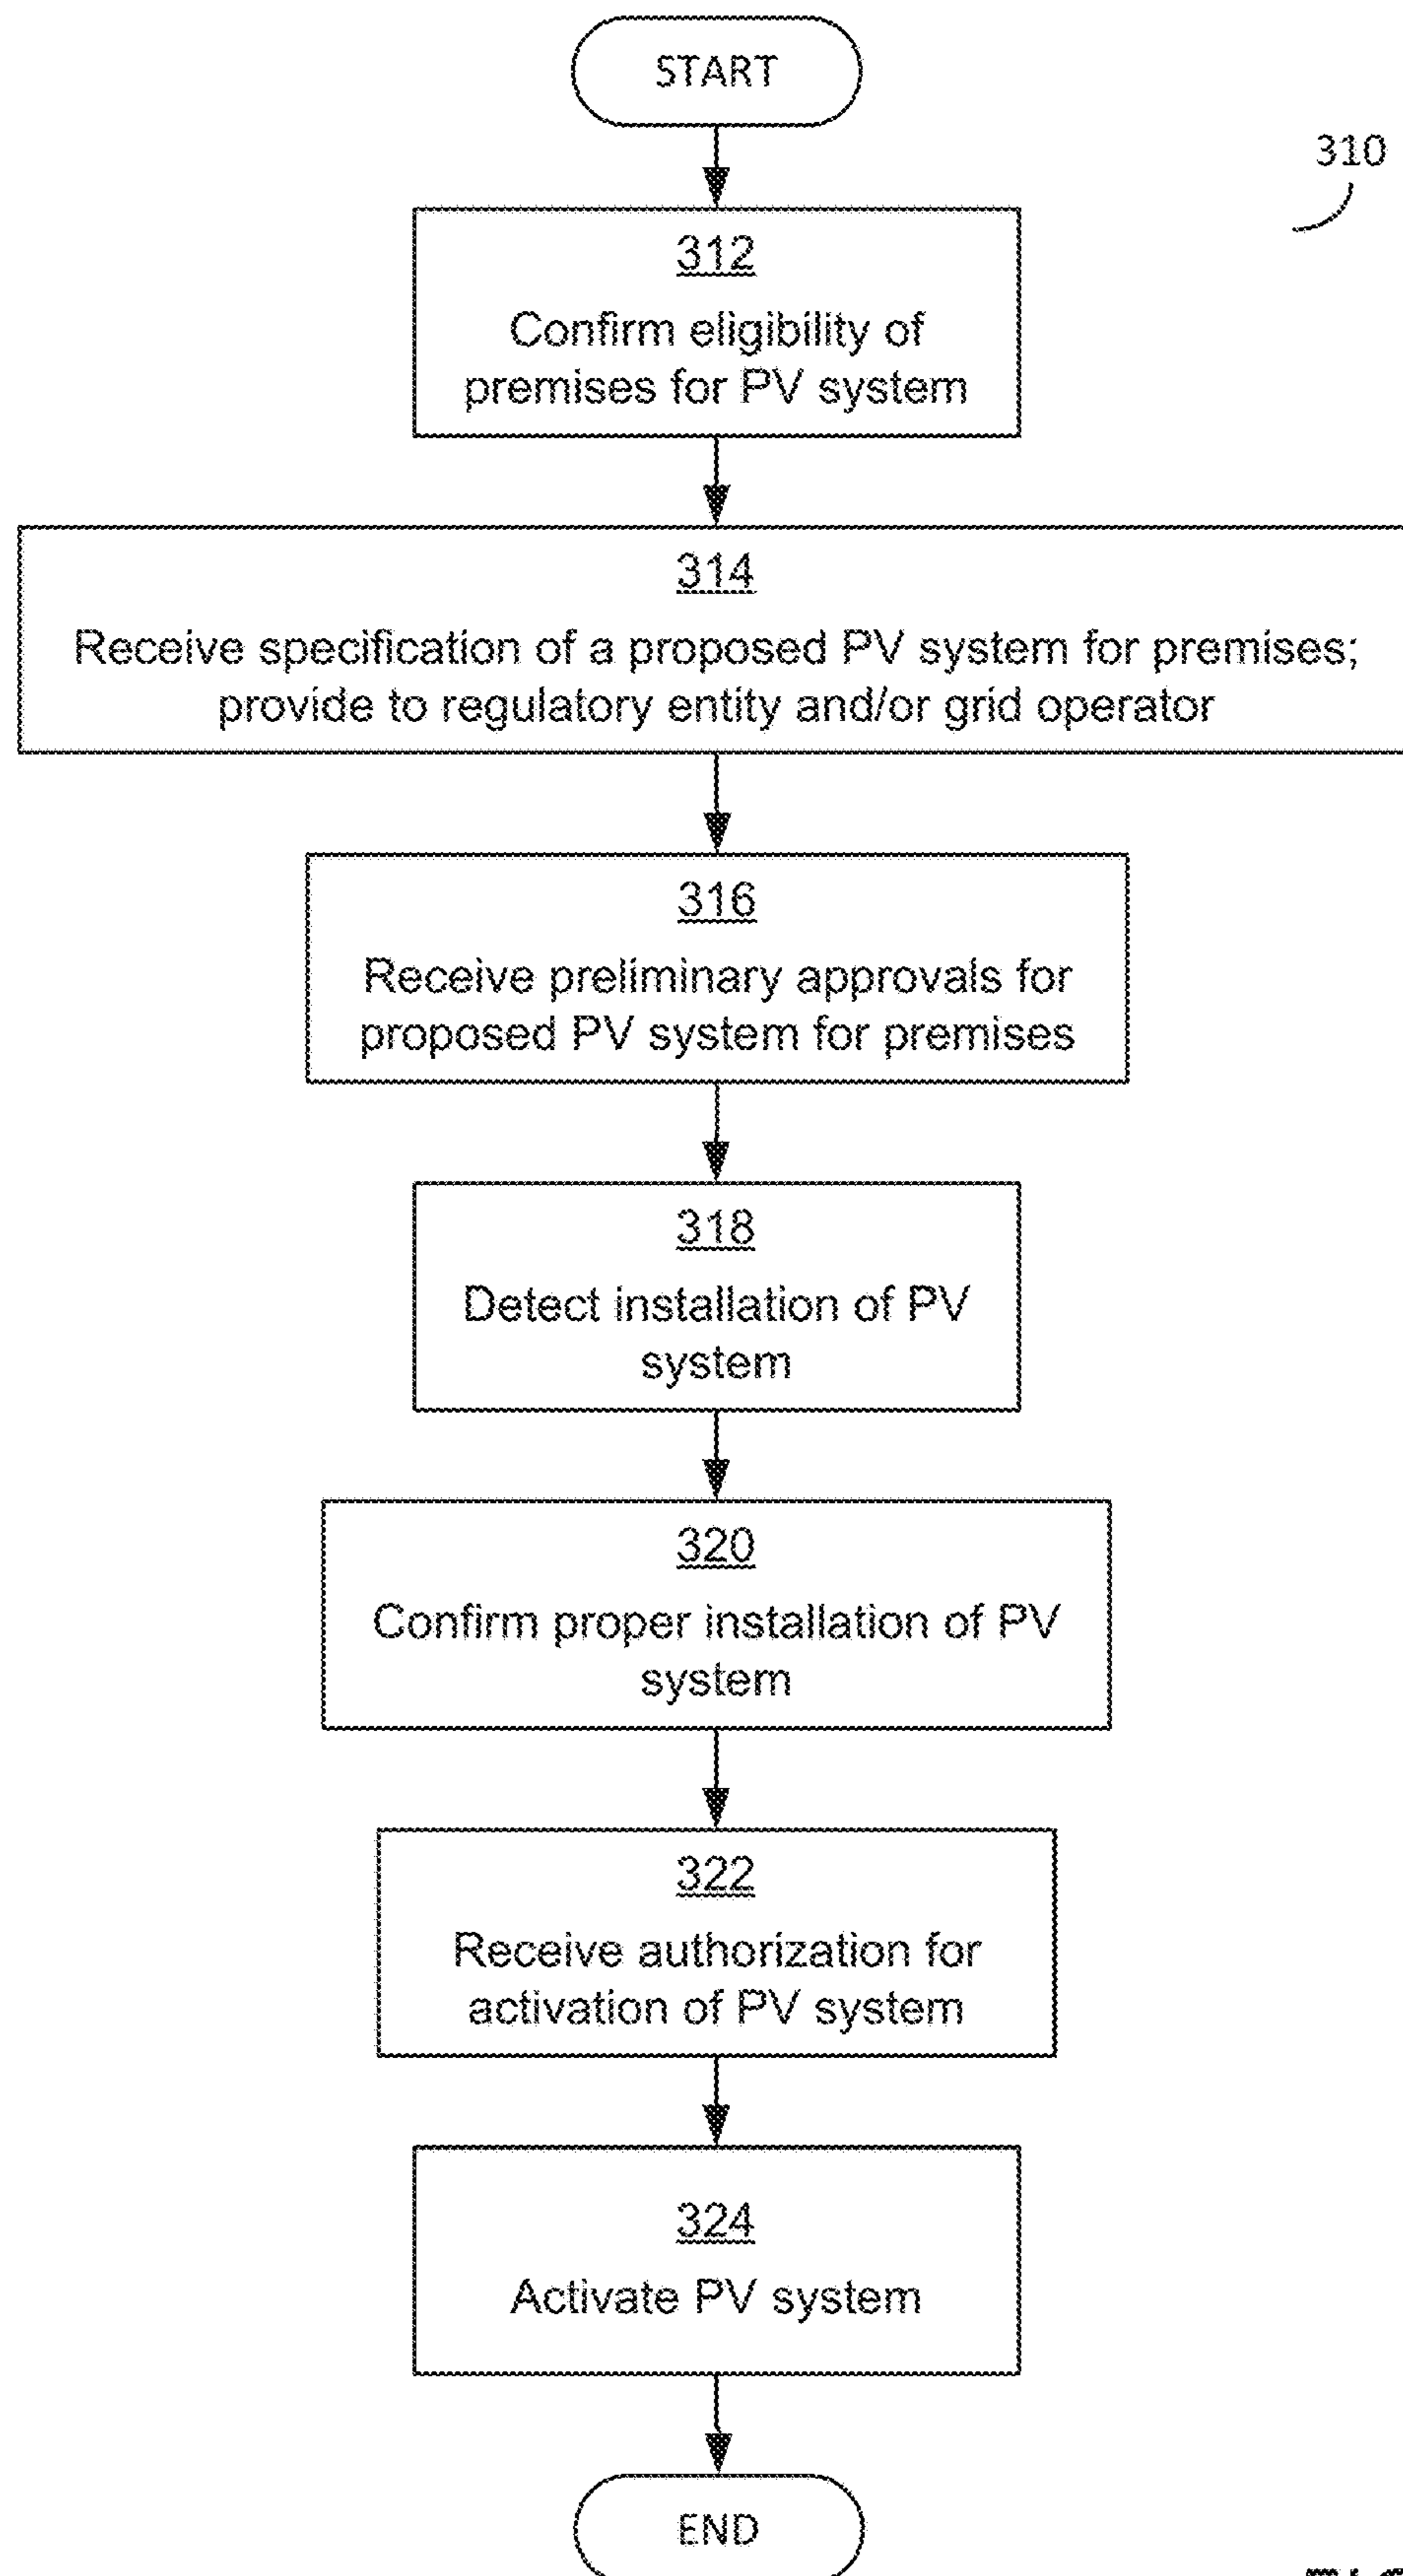 START
310
312
Confirm eligibility of
premises for PV system
314
Receive specification of a proposed PV system for premises;
provide to regulatory entity and/or grid operator
316
Receive preliminary approvals for
proposed PV system for premises
318
Detect installation of PV
system
320
Confirm proper installation of PV
system
322
Receive authorization for
activation of PV system
324
Activate PV system
END